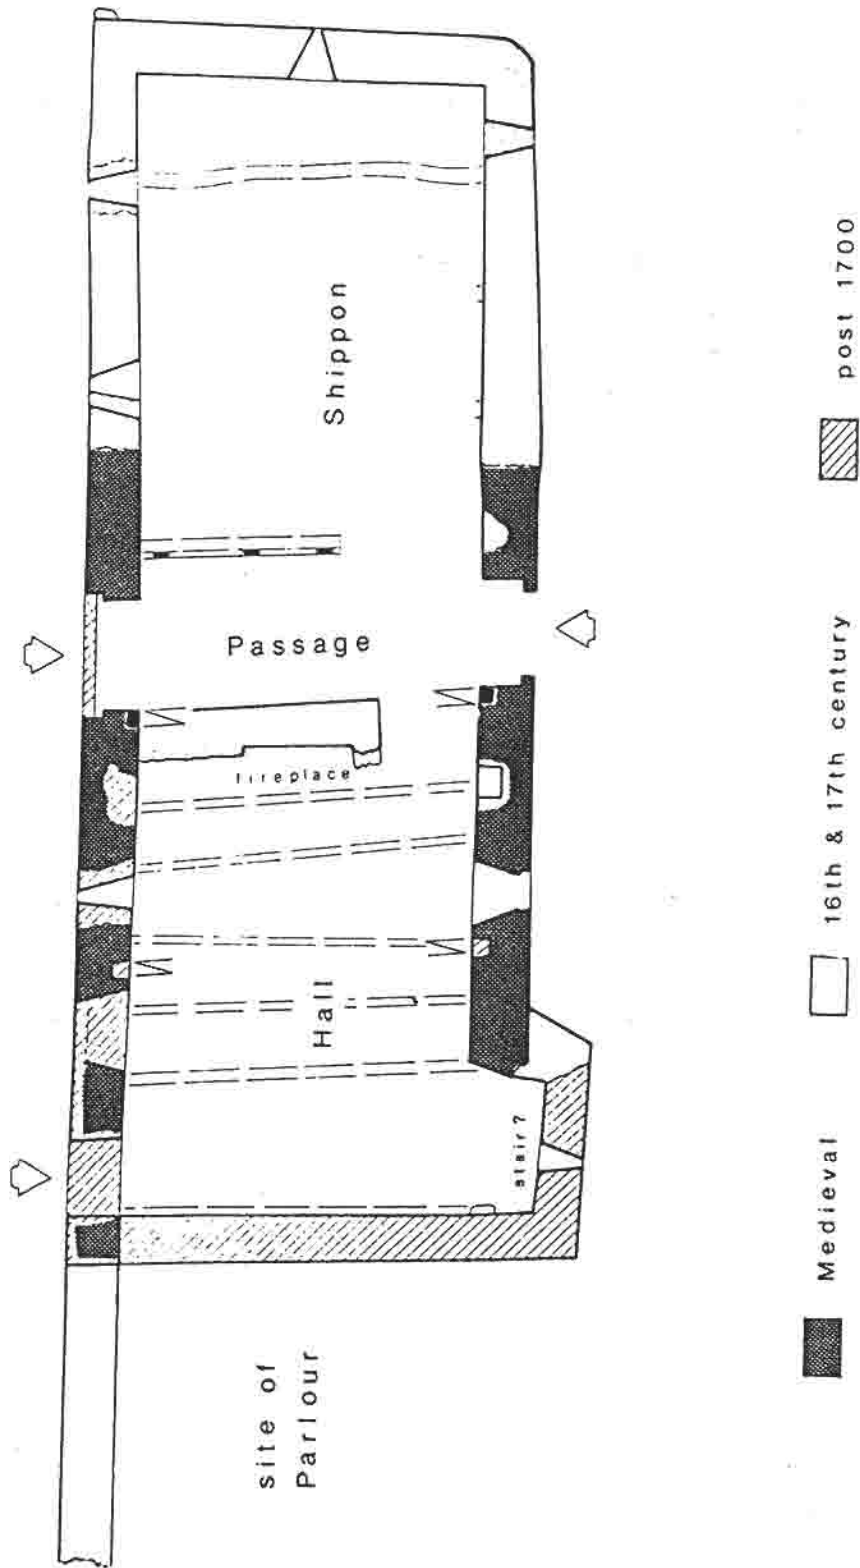 site of
Parlour
Hall
stair?
fireplace
Passage
Shippon
Medieval
16th & 17th century
post 1700